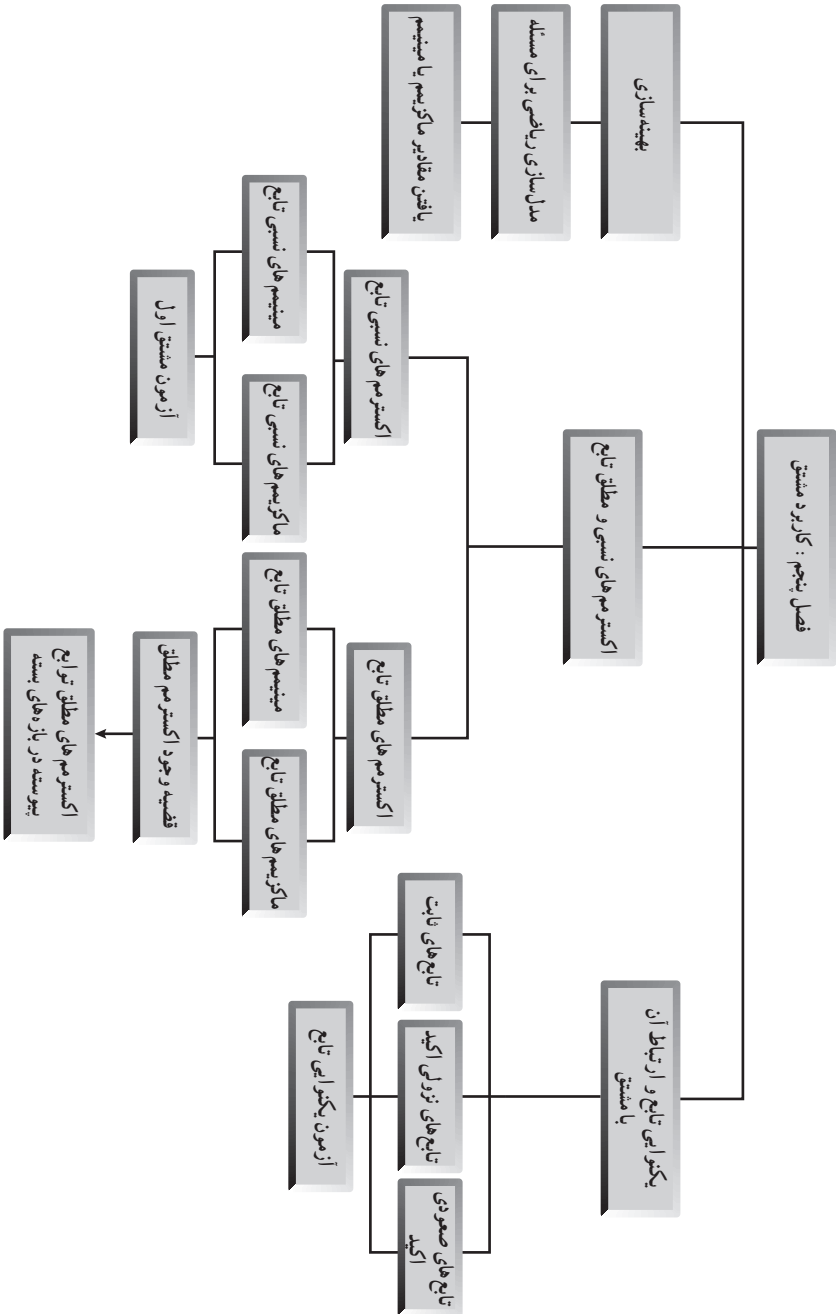 فصل پنجم : کاربرد مشتق
یکنوایی تابع و ارتباط آن
با مشتق
تابع‌های صعودی
اکید
تابع‌های نزولی اکید
تابع‌های ثابت
آزمون یکنوایی تابع
اکسترمم‌های نسبی و مطلق تابع
اکسترمم‌های مطلق تابع
ماکزیمم‌های مطلق تابع
مینیمم‌های مطلق تابع
قضیه وجود اکسترمم مطلق
اکسترمم‌های مطلق توابع
پیوسته در بازه‌های بسته
اکسترمم‌های نسبی تابع
ماکزیمم‌های نسبی تابع
مینیمم‌های نسبی تابع
آزمون مشتق اول
بهینه‌سازی
مدل‌سازی ریاضی برای مسئله
یافتن مقادیر ماکزیمم یا مینیمم